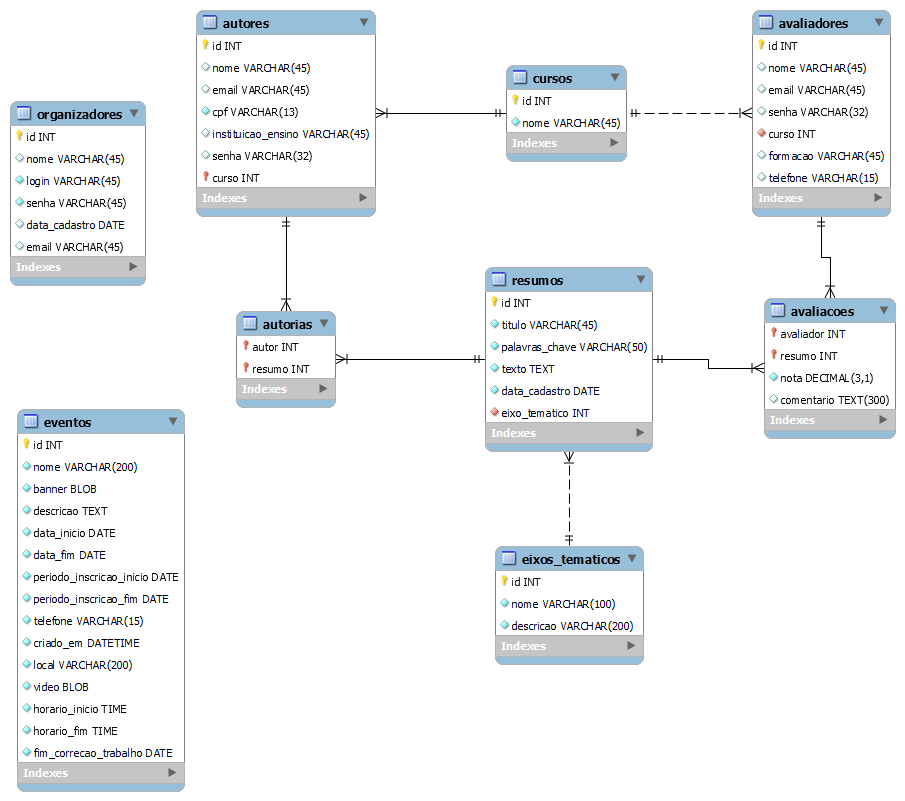 autores
id INT
nome VARCHAR(45)
email VARCHAR(45)
cpf VARCHAR(13)
instituicao_ensino VARCHAR(45)
senha VARCHAR(32)
curso INT
Indexes
avaliadores
id INT
nome VARCHAR(45)
email VARCHAR(45)
senha VARCHAR(32)
curso INT
formacao VARCHAR(45)
telefone VARCHAR(15)
Indexes
cursos
id INT
nome VARCHAR(45)
Indexes
organizadores
id INT
nome VARCHAR(45)
login VARCHAR(45)
senha VARCHAR(45)
data_cadastro DATE
email VARCHAR(45)
Indexes
resumos
id INT
titulo VARCHAR(45)
palavras_chave VARCHAR(50)
texto TEXT
data_cadastro DATE
eixo_tematico INT
Indexes
autorias
autor INT
resumo INT
Indexes
avaliacoes
avaliador INT
resumo INT
nota DECIMAL(3,1)
comentario TEXT(300)
Indexes
eventos
id INT
nome VARCHAR(200)
banner BLOB
descricao TEXT
data_inicio DATE
data_fim DATE
periodo_inscricao_inicio DATE
periodo_inscricao_fim DATE
telefone VARCHAR(15)
criado_em DATETIME
local VARCHAR(200)
video BLOB
horario_inicio TIME
horario_fim TIME
fim_correcao_trabalho DATE
Indexes
eixos_tematicos
id INT
nome VARCHAR(100)
descricao VARCHAR(200)
Indexes